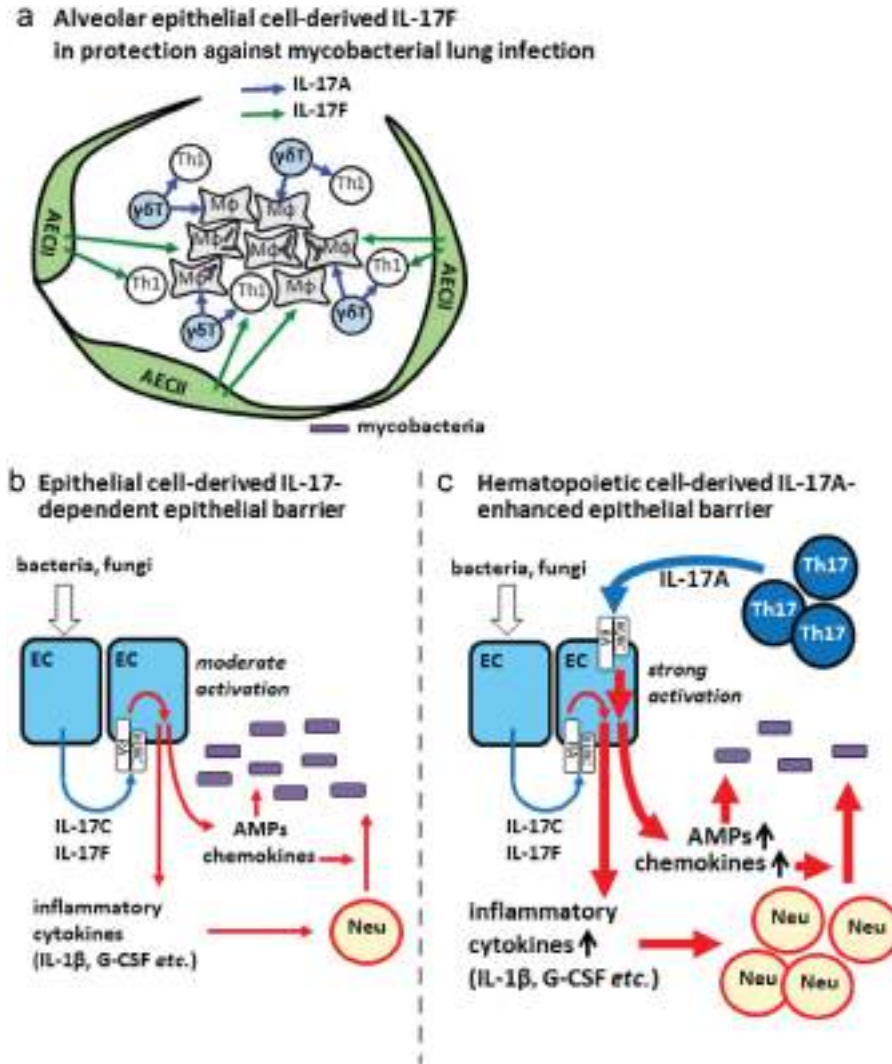 a Alveolar epithelial cell-derived IL-17F
in protection against mycobacterial lung infection
IL-17A
IL-17F
Th1
γδT
Th1
γδT
Mφ
Mφ
AECII
Mφ
Mφ
Mφ
Th1
Mφ
Th1
Mφ
Th1
AECII
γδT
γδT
AECII
mycobacteria
b Epithelial cell-derived IL-17-
dependent epithelial barrier
bacteria, fungi
EC
EC
moderate
activation
IL-17C
IL-17F
AMPs
chemokines
inflammatory
cytokines
(IL-1β, G-CSF etc.)
Neu
c Hematopoietic cell-derived IL-17A-
enhanced epithelial barrier
bacteria, fungi
IL-17A
Th17
Th17
Th17
EC
EC
strong
activation
IL-17C
IL-17F
AMPs
chemokines
inflammatory
cytokines
(IL-1β, G-CSF etc.)
Neu
Neu
Neu
Neu